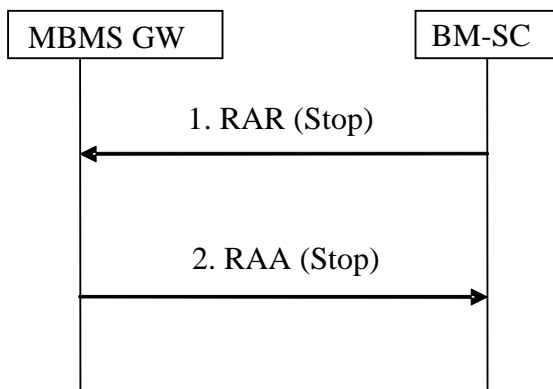 MBMS GW
BM-SC
1. RAR (Stop)
2. RAA (Stop)